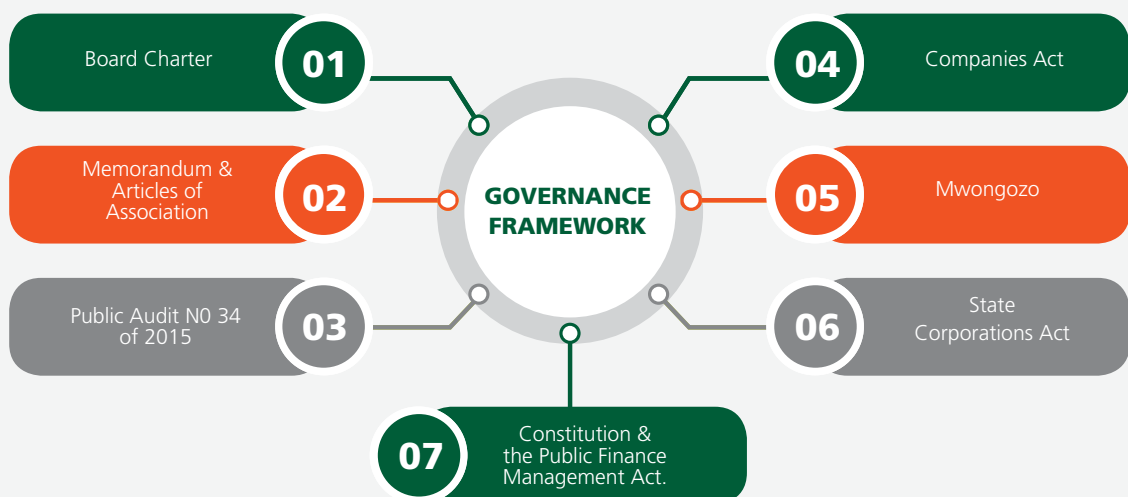 Board Charter
01
Memorandum &
Articles of
Association
02
Public Audit N0 34
of 2015
03
GOVERNANCE
FRAMEWORK
04
Companies Act
05
Mwongozo
06
State
Corporations Act
07
Constitution &
the Public Finance
Management Act.